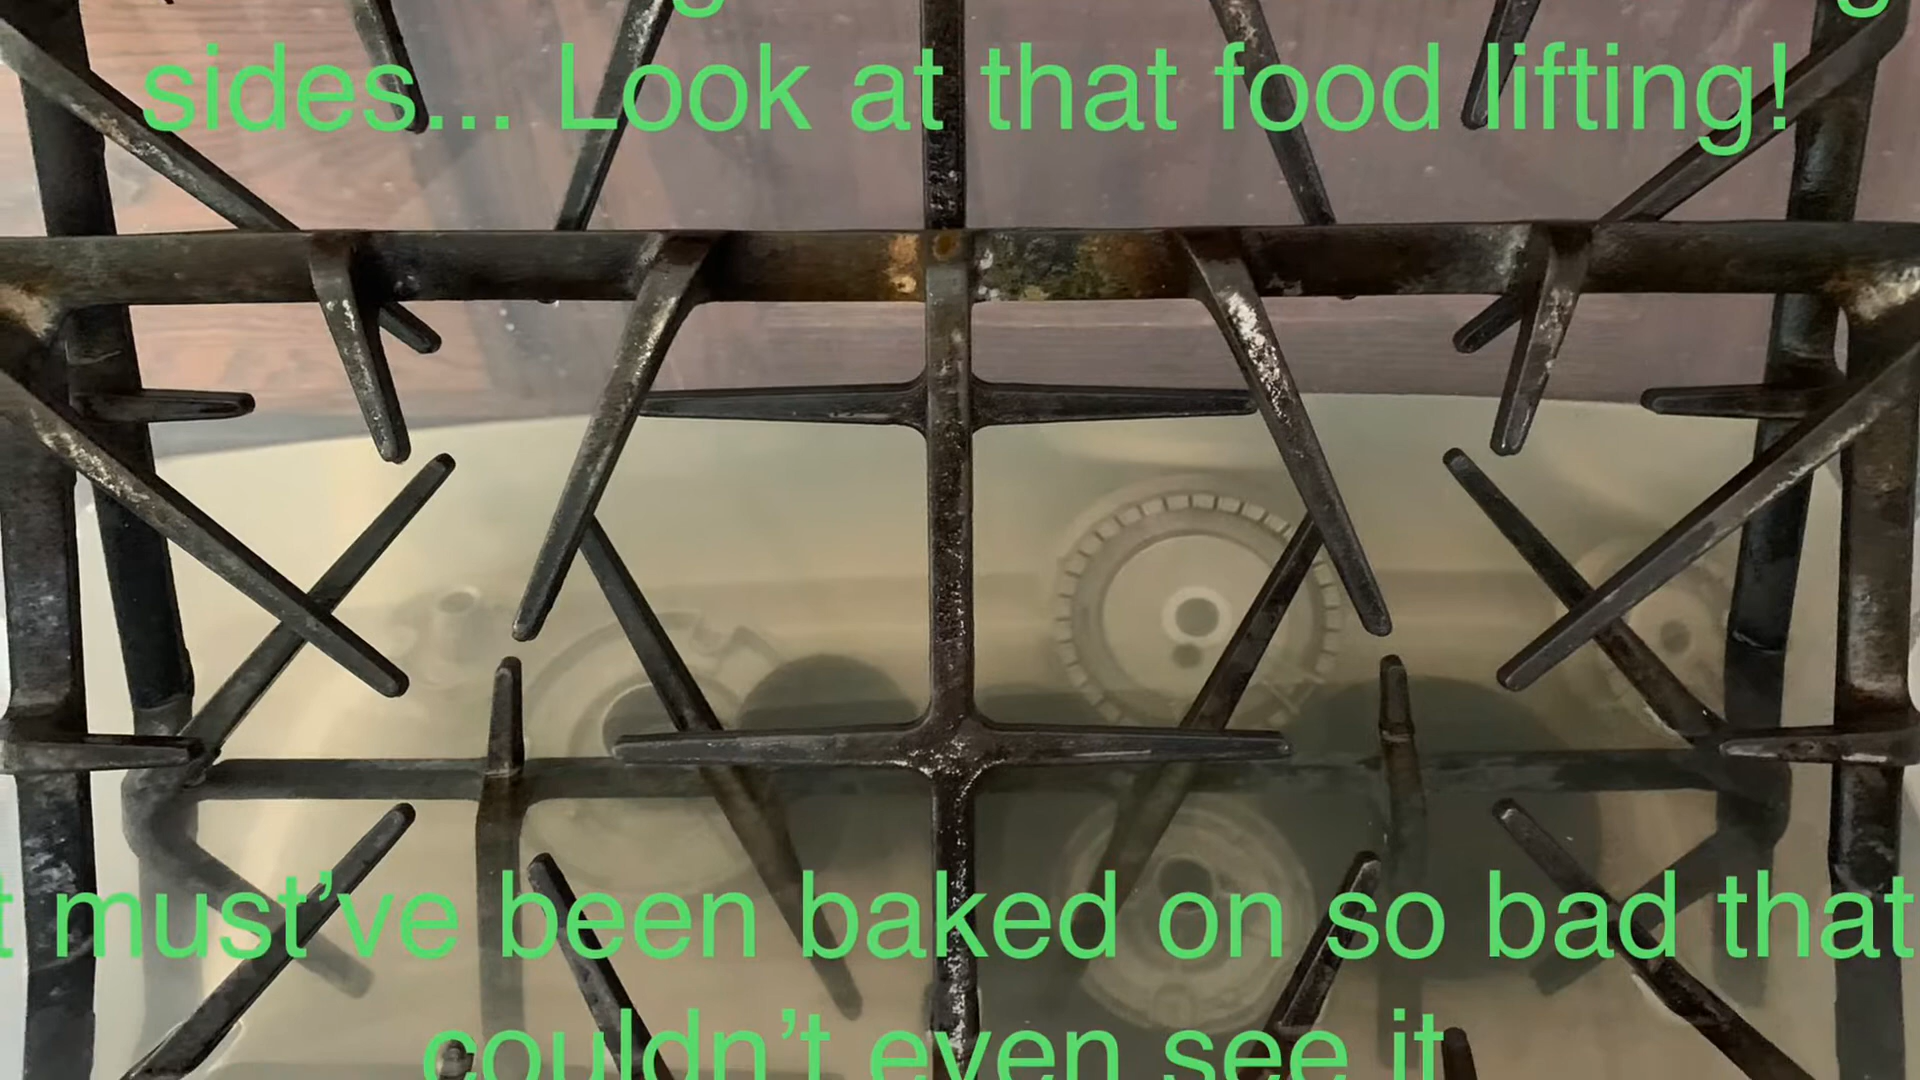 sides... Look at that food lifting!
must've been baked on so bad that
couldn't even see it